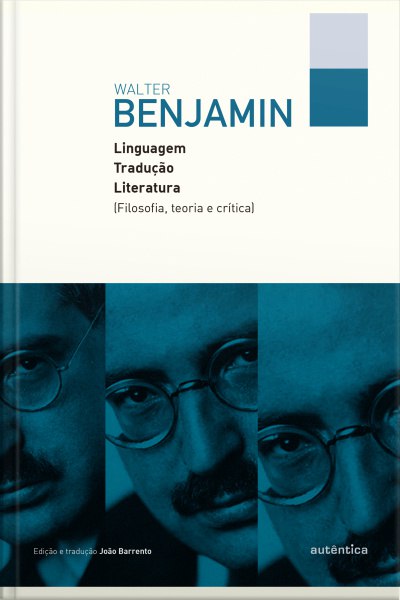 WALTER
BENJAMIN
Linguagem
Tradução
Literatura
(Filosofia, teoria e crítica)
Edição e tradução João Barrento
autêntica